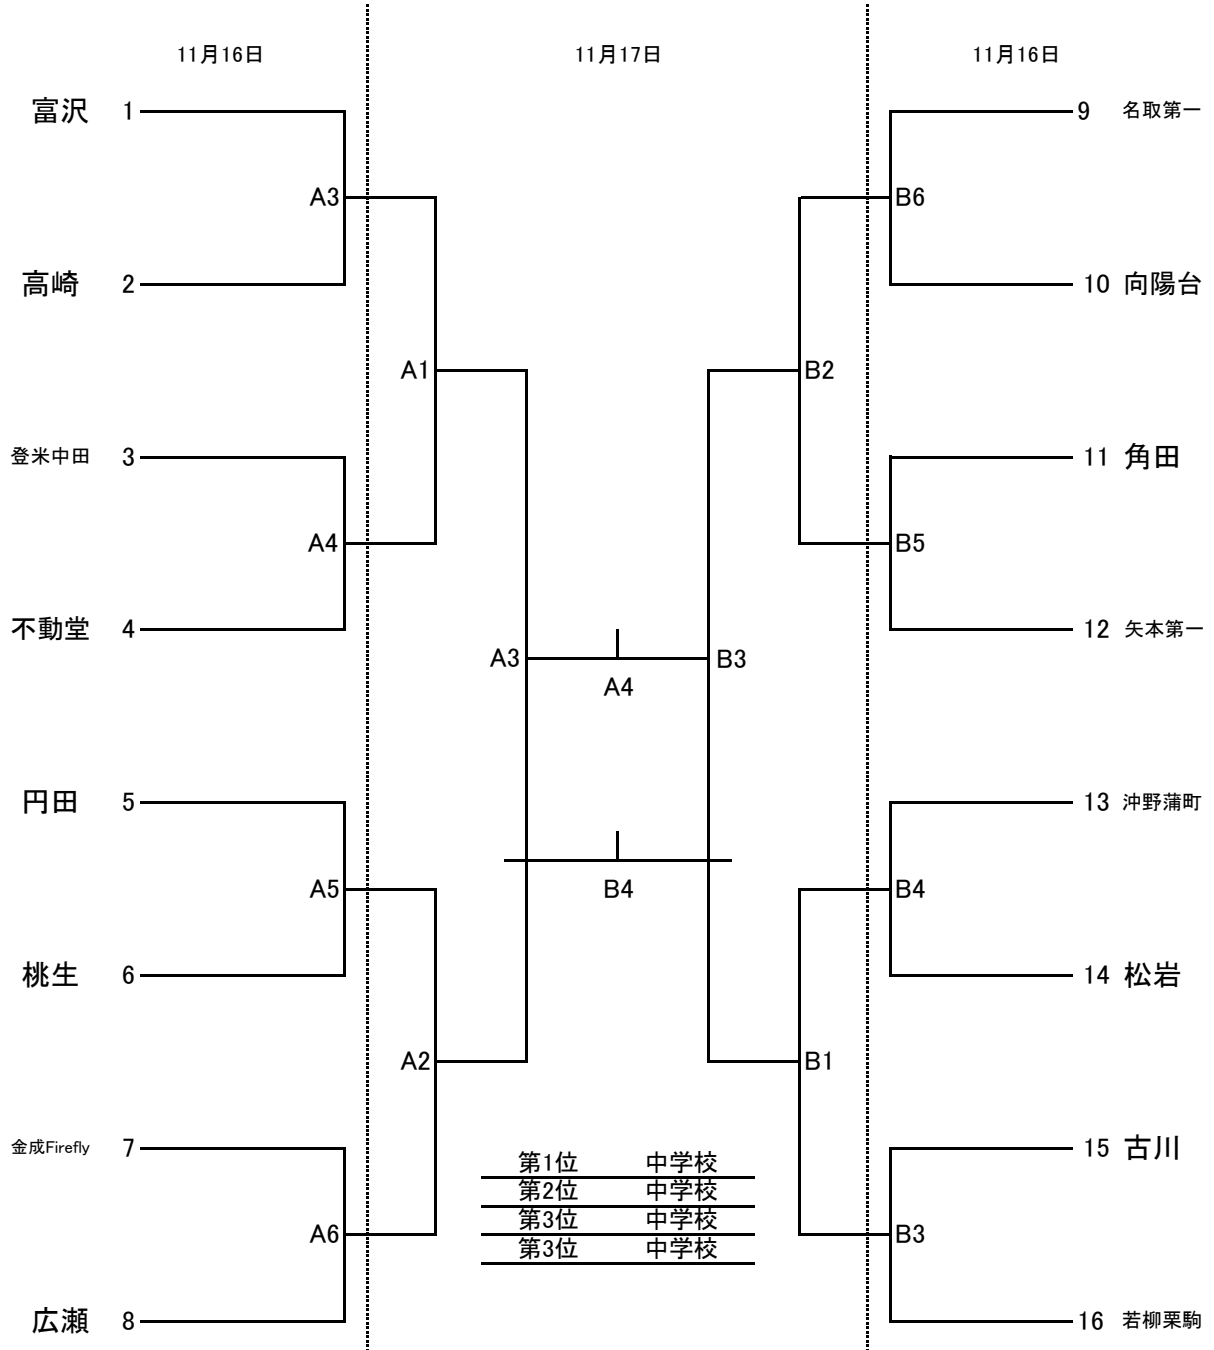 11月16日 11月17日 11月16日
富沢 1 9 名取第一
A3 B6
高崎 2 10 向陽台
A1 B2
登米中田 3 11 角田
A4 B5
不動堂 4 12 矢本第一
A3 B3
A4
円田 5 13 沖野蒲町
A5 B4 B4
桃生 6 14 松岩
A2 B1
金成Firefly 7 15 古川
第1位 中学校
第2位 中学校
第3位 中学校
A6 B3
第3位 中学校
広瀬 8 16 若柳栗駒